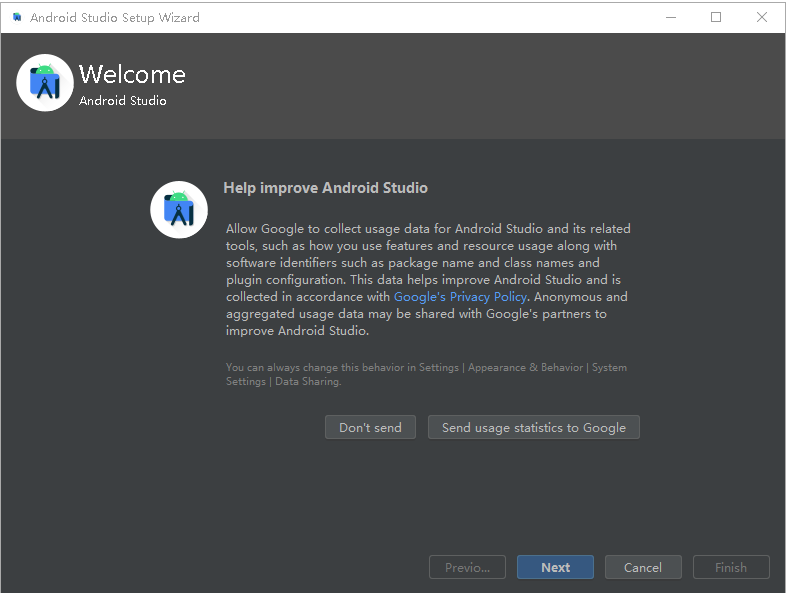 Android Studio Setup Wizard
Welcome
Android Studio
Help improve Android Studio
Allow Google to collect usage data for Android Studio and its related
tools, such as how you use features and resource usage along with
software identifiers such as package name and class names and
plugin configuration. This data helps improve Android Studio and is
collected in accordance with Google's Privacy Policy. Anonymous and
aggregated usage data may be shared with Google's partners to
improve Android Studio.
You can always change this behavior in Settings | Appearance & Behavior | System
Settings | Data Sharing.
Don't send Send usage statistics to Google
Previo... Next Cancel Finish